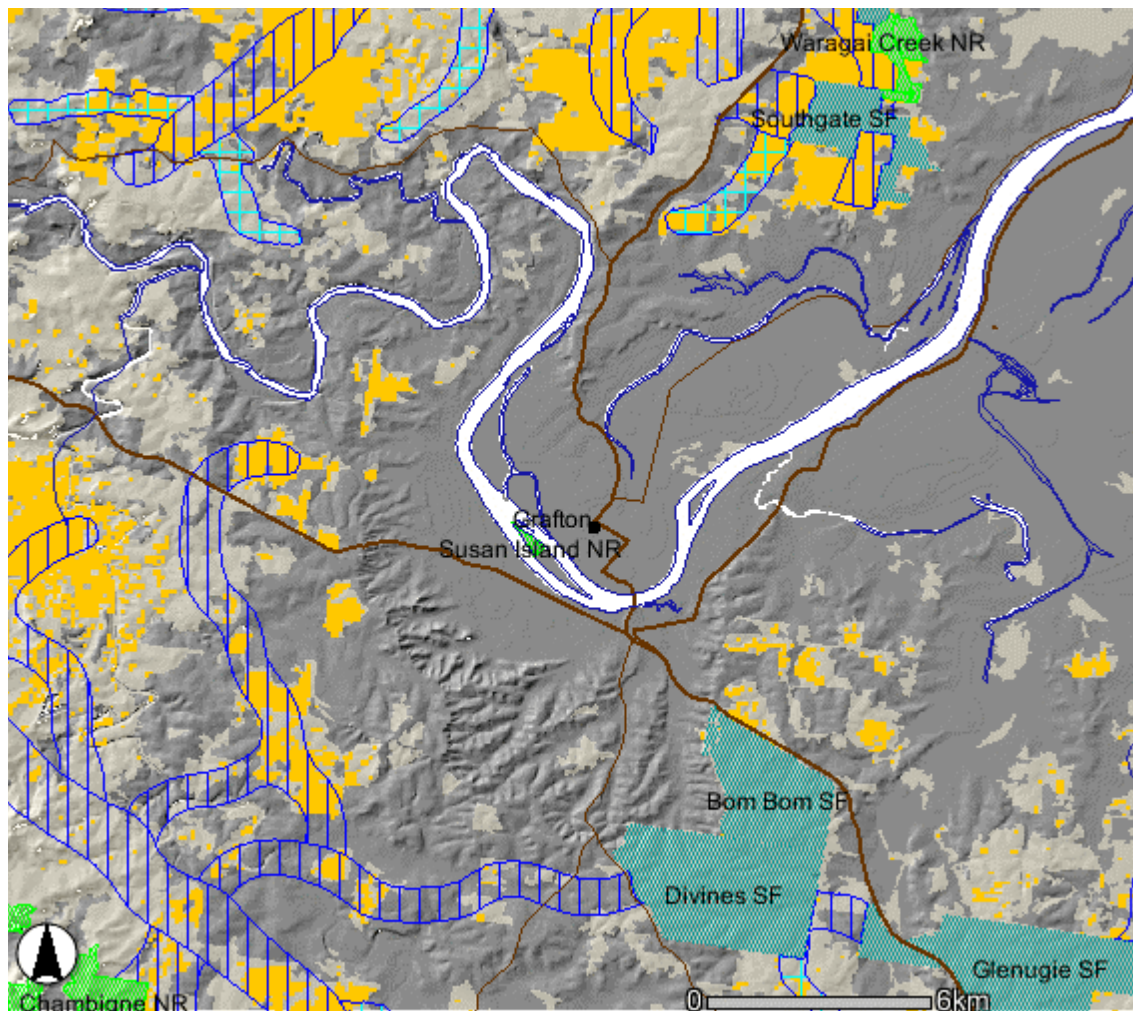 Waragai Creek NR
Southgate SF
Grafton
Susan Island NR
Bom Bom SF
Divines SF
Glenugie SF
Chambigne NR
0 6km